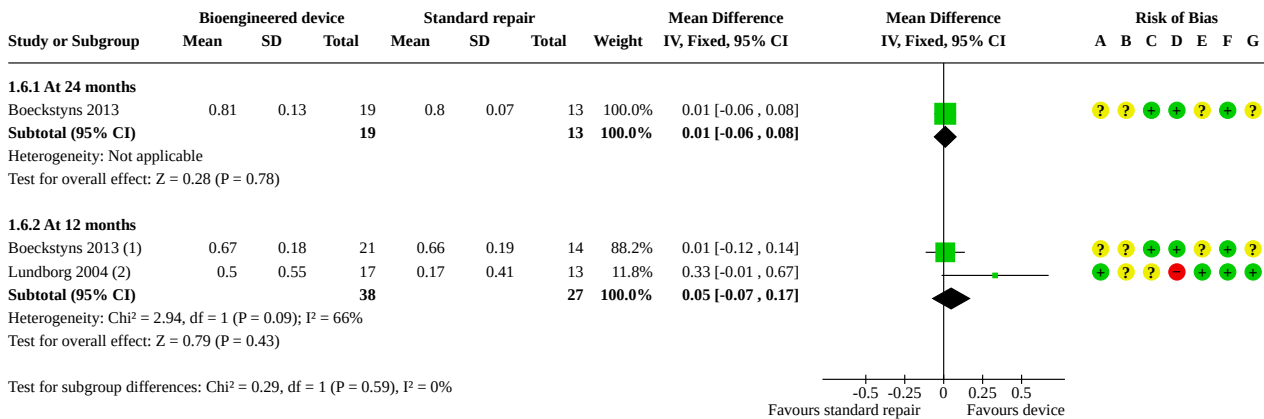 Bioengineered device Standard repair Mean Difference Mean Difference Risk of Bias
Study or Subgroup Mean SD Total Mean SD Total Weight IV, Fixed, 95% CI IV, Fixed, 95% CI A B C D E F G
1.6.1 At 24 months
Boeckstyns 2013 0.81 0.13 19 0.8 0.07 13 100.0% 0.01 [-0.06 , 0.08] ? ? + + ? + ?
Subtotal (95% CI) 19 13 100.0% 0.01 [-0.06 , 0.08]
Heterogeneity: Not applicable
Test for overall effect: Z = 0.28 (P = 0.78)
1.6.2 At 12 months
Boeckstyns 2013 (1) 0.67 0.18 21 0.66 0.19 14 88.2% 0.01 [-0.12 , 0.14] ? ? + + ? + ?
Lundborg 2004 (2) 0.5 0.55 17 0.17 0.41 13 11.8% 0.33 [-0.01 , 0.67] + ? ? − + + +
Subtotal (95% CI) 38 27 100.0% 0.05 [-0.07 , 0.17]
Heterogeneity: Chi² = 2.94, df = 1 (P = 0.09); I² = 66%
Test for overall effect: Z = 0.79 (P = 0.43)
Test for subgroup differences: Chi² = 0.29, df = 1 (P = 0.59), I² = 0%
-0.5 -0.25 0 0.25 0.5
Favours standard repair Favours device